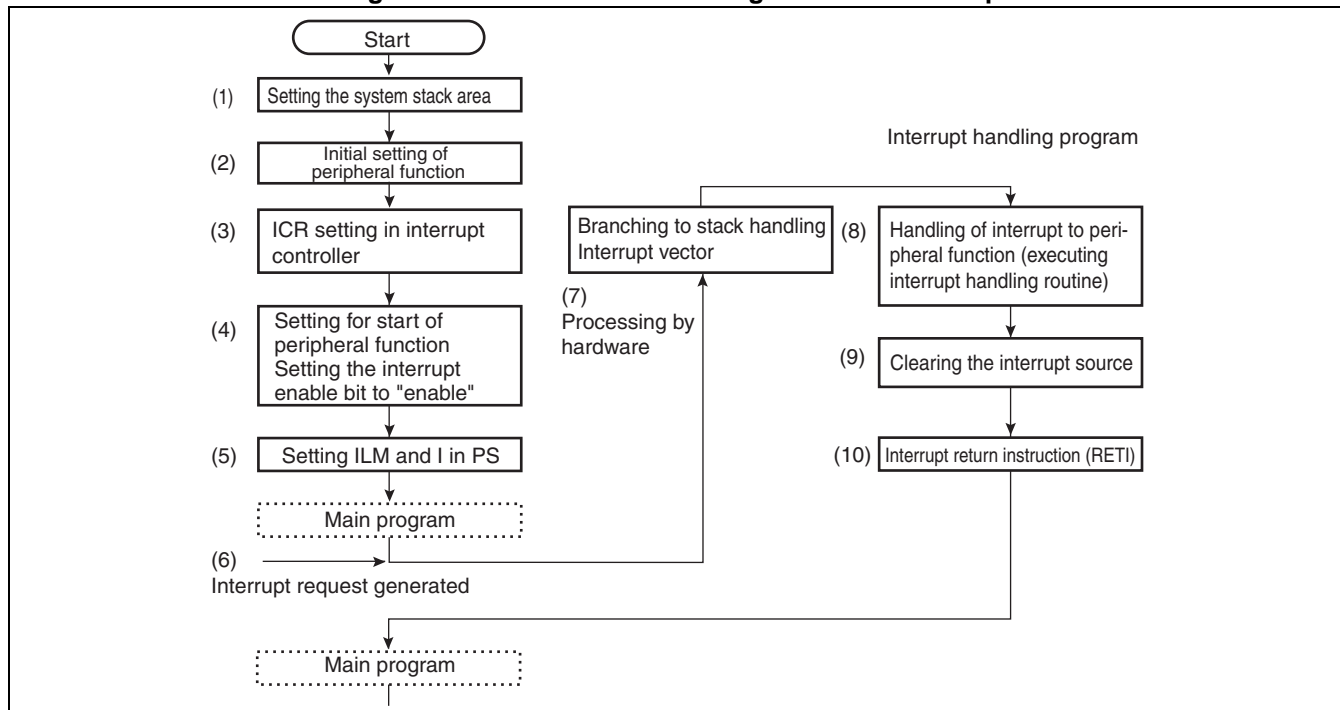 Start
(1) Setting the system stack area
(2) Initial setting of
peripheral function
(3) ICR setting in interrupt
controller
(4) Setting for start of
peripheral function
Setting the interrupt
enable bit to "enable"
(5) Setting ILM and I in PS
Main program
(6)
Interrupt request generated
Branching to stack handling
Interrupt vector
(7)
Processing by
hardware
Interrupt handling program
(8) Handling of interrupt to peri-
pheral function (executing
interrupt handling routine)
(9) Clearing the interrupt source
(10) Interrupt return instruction (RETI)
Main program